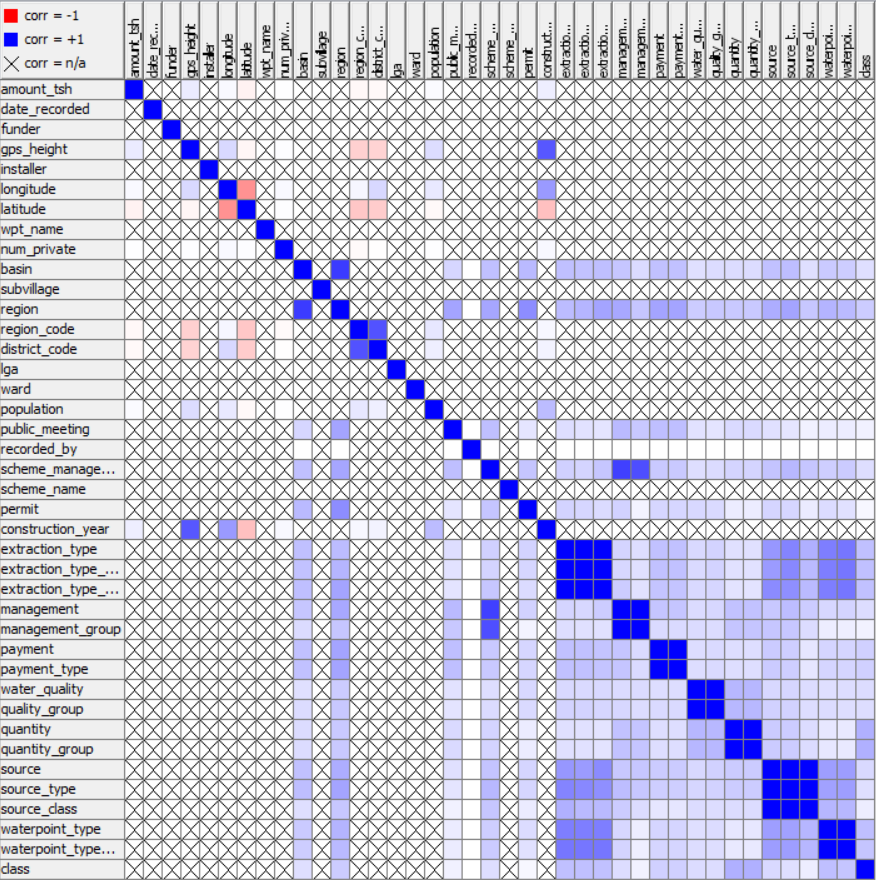 corr = -1
corr = +1
corr = n/a
amount_tsh
date_rec...
funder
gps_height
installer
longitude
latitude
wpt_name
num_priv...
basin
subvillage
region
region_c...
district_c...
lga
ward
population
public_m...
recorded...
scheme_...
scheme_...
permit
construct...
extractio...
extractio...
extractio...
managem...
managem...
payment
payment...
water_qu...
quality_g...
quantity
quantity_...
source
source_t...
source_d...
waterpoi...
waterpoi...
class
amount_tsh
date_recorded
funder
gps_height
installer
longitude
latitude
wpt_name
num_private
basin
subvillage
region
region_code
district_code
lga
ward
population
public_meeting
recorded_by
scheme_manage...
scheme_name
permit
construction_year
extraction_type
extraction_type_...
extraction_type_...
management
management_group
payment
payment_type
water_quality
quality_group
quantity
quantity_group
source
source_type
source_class
waterpoint_type
waterpoint_type...
class